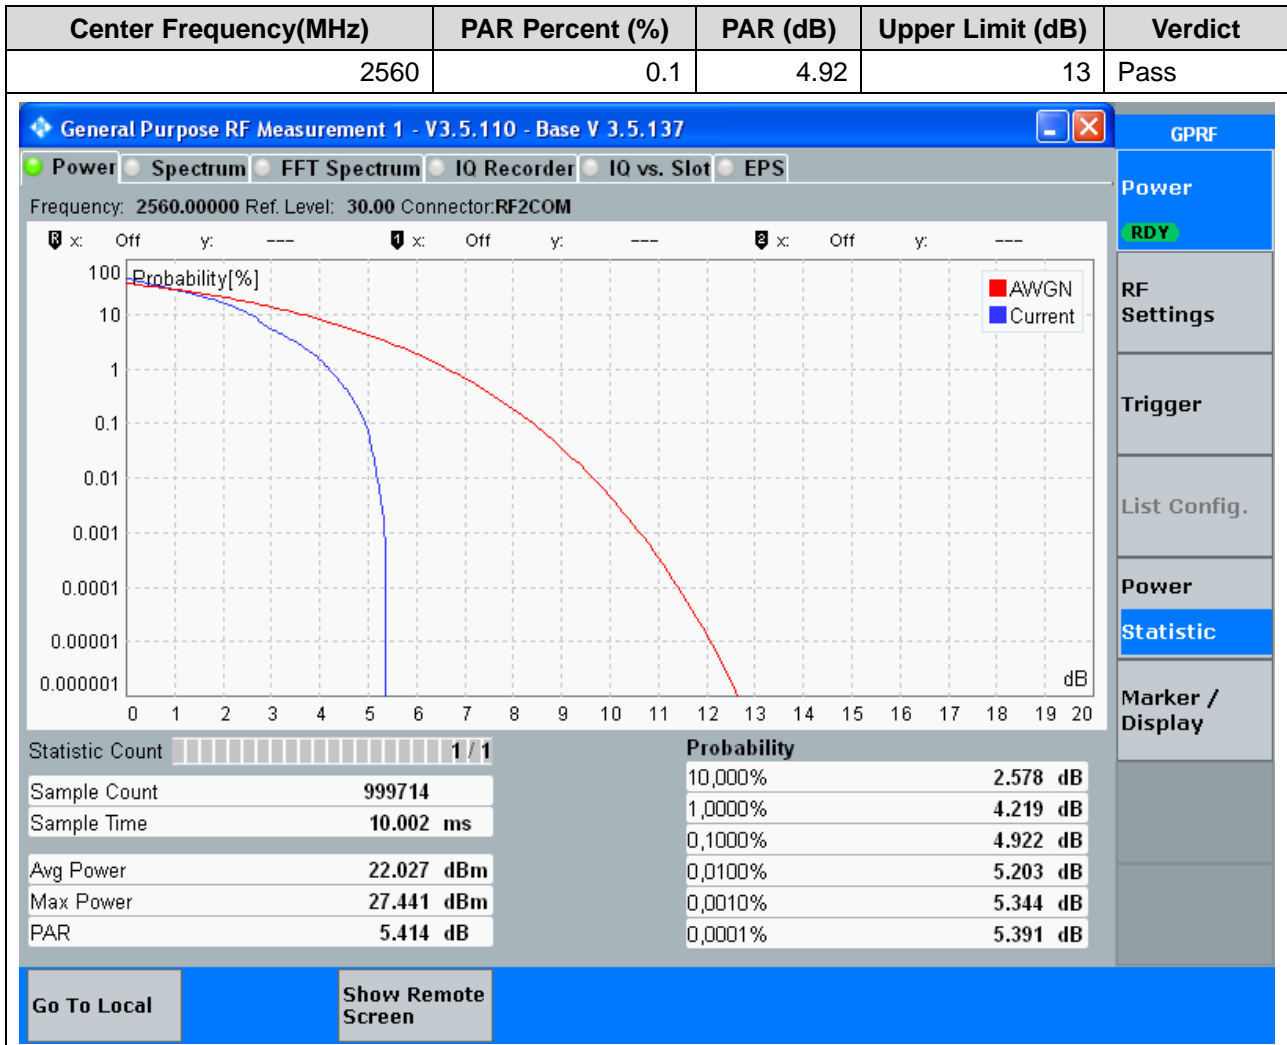 Center Frequency(MHz) PAR Percent (%) PAR (dB) Upper Limit (dB) Verdict
2560 0.1 4.92 13 Pass
General Purpose RF Measurement 1 - V3.5.110 - Base V 3.5.137
GPRF
Power Spectrum FFT Spectrum IQ Recorder IQ vs. Slot EPS
Power
RDY
Frequency: 2560.00000 Ref. Level: 30.00 Connector:RF2COM
R x: Off y: --- 1 x: Off y: --- 2 x: Off y: ---
Probability[%]
AWGN
Current
100
10
1
0.1
0.01
0.001
0.0001
0.00001
0.000001
dB
0 1 2 3 4 5 6 7 8 9 10 11 12 13 14 15 16 17 18 19 20
RF
Settings
Trigger
List Config.
Power
Statistic
Marker /
Display
Statistic Count 1 / 1
Sample Count 999714
Sample Time 10.002 ms
Avg Power 22.027 dBm
Max Power 27.441 dBm
PAR 5.414 dB
Probability
10,000% 2.578 dB
1,0000% 4.219 dB
0,1000% 4.922 dB
0,0100% 5.203 dB
0,0010% 5.344 dB
0,0001% 5.391 dB
Go To Local
Show Remote
Screen